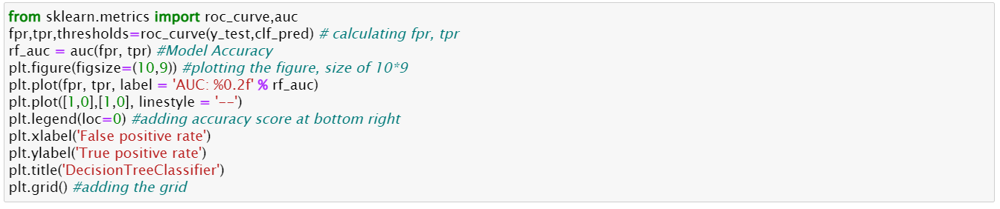 from sklearn.metrics import roc_curve,auc
fpr,tpr,thresholds=roc_curve(y_test,clf_pred) # calculating fpr, tpr
rf_auc = auc(fpr, tpr) #Model Accuracy
plt.figure(figsize=(10,9)) #plotting the figure, size of 10*9
plt.plot(fpr, tpr, label = 'AUC: %0.2f' % rf_auc)
plt.plot([1,0],[1,0], linestyle = '--')
plt.legend(loc=0) #adding accuracy score at bottom right
plt.xlabel('False positive rate')
plt.ylabel('True positive rate')
plt.title('DecisionTreeClassifier')
plt.grid() #adding the grid